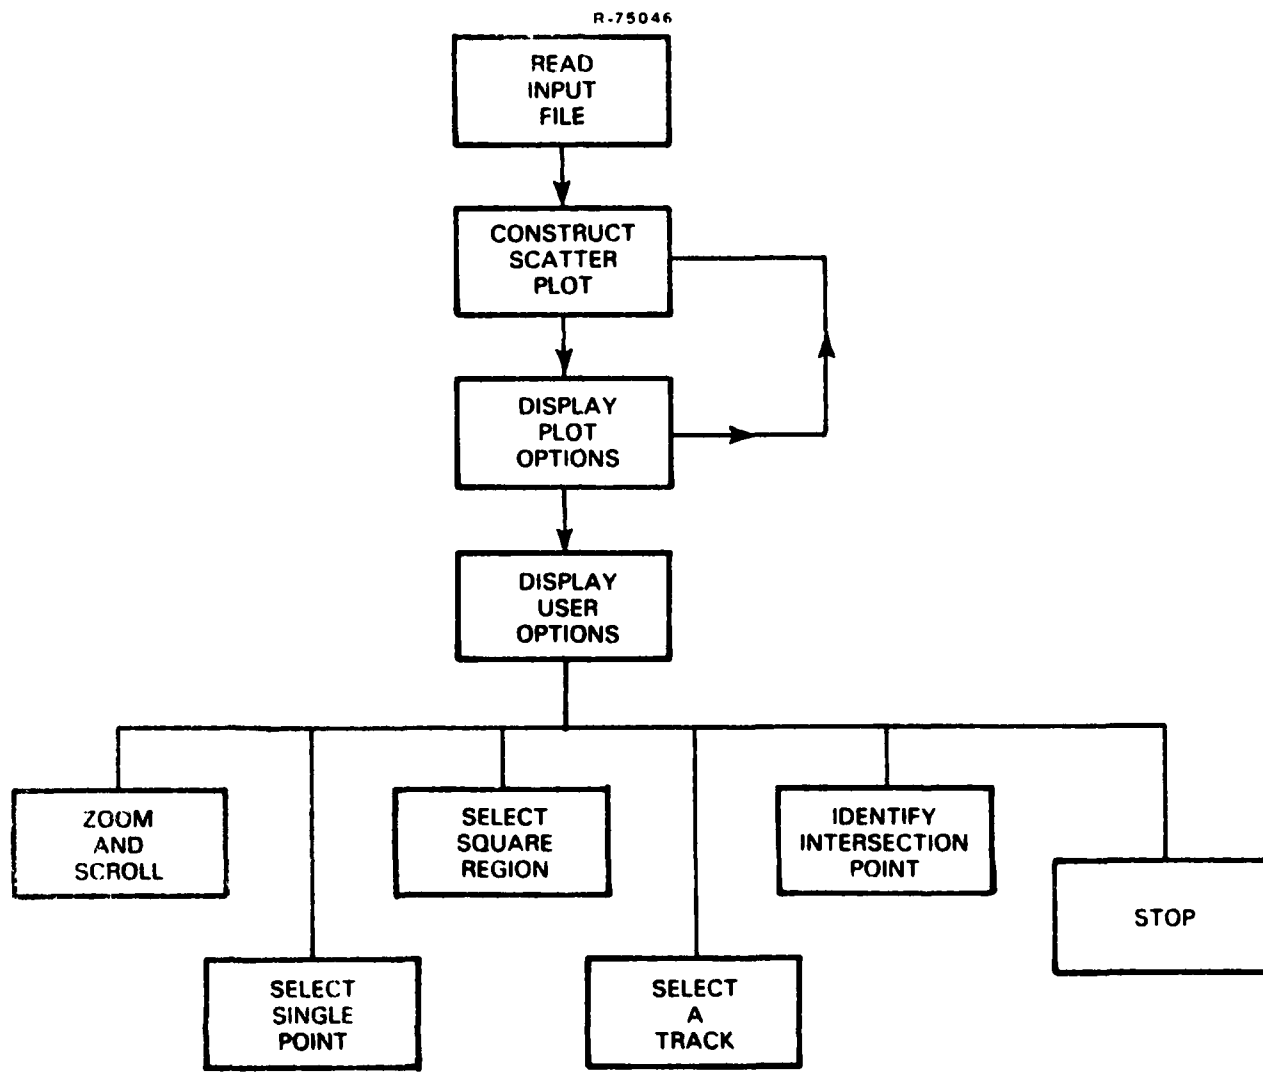 R-75046
READ
INPUT
FILE
CONSTRUCT
SCATTER
PLOT
DISPLAY
PLOT
OPTIONS
DISPLAY
USER
OPTIONS
ZOOM
AND
SCROLL
SELECT
SQUARE
REGION
IDENTIFY
INTERSECTION
POINT
STOP
SELECT
SINGLE
POINT
SELECT
A
TRACK